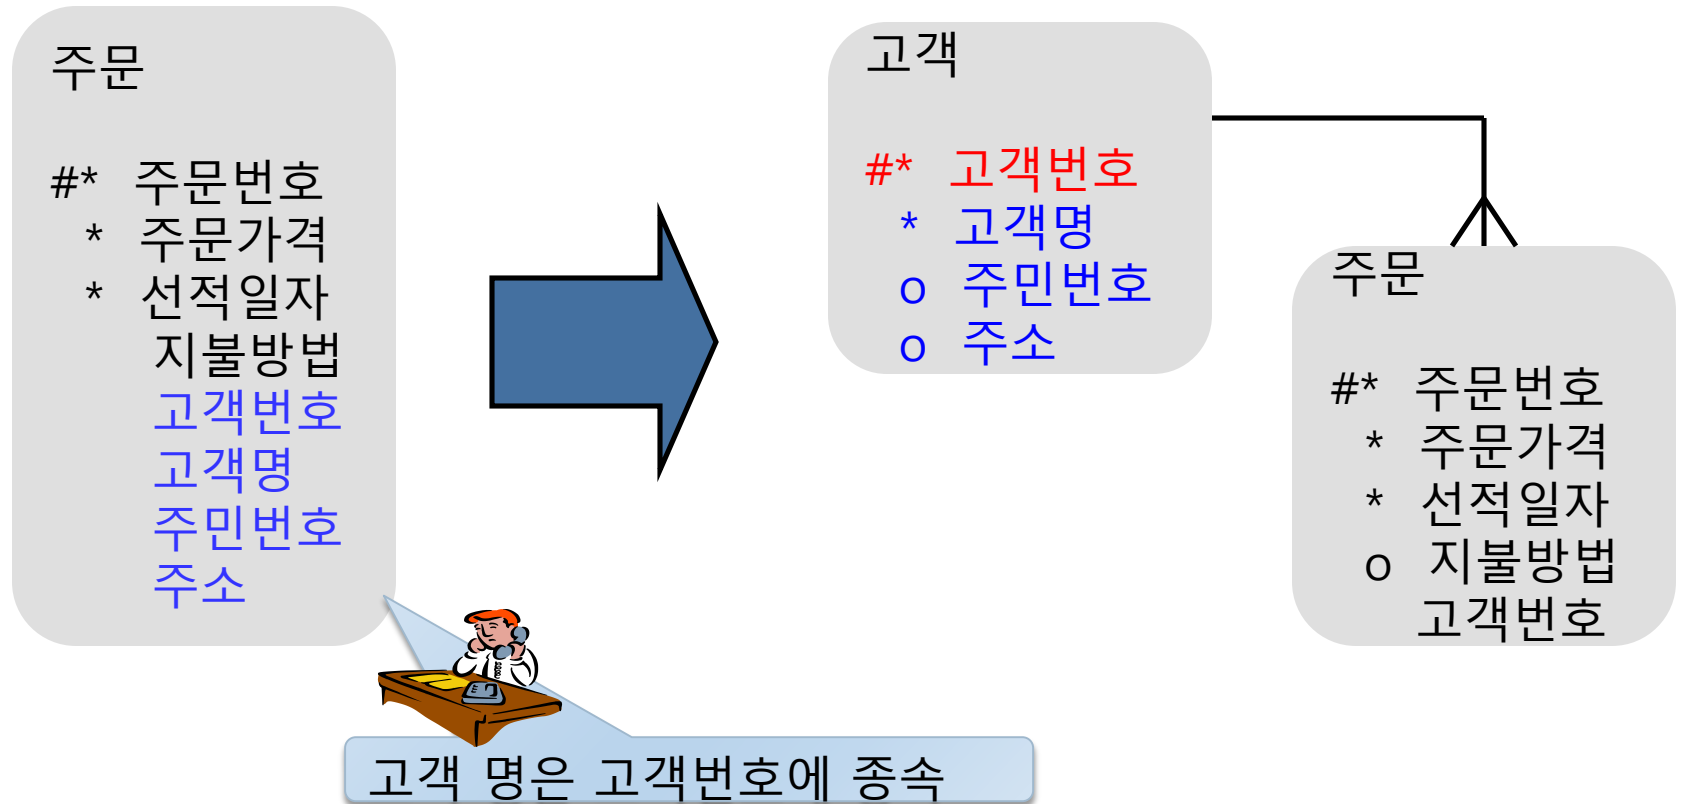 주문
#* 주문번호
* 주문가격
* 선적일자
지불방법
고객번호
고객명
주민번호
주소
고객
#* 고객번호
* 고객명
o 주민번호
o 주소
주문
#* 주문번호
* 주문가격
* 선적일자
o 지불방법
고객번호
고객 명은 고객번호에 종속